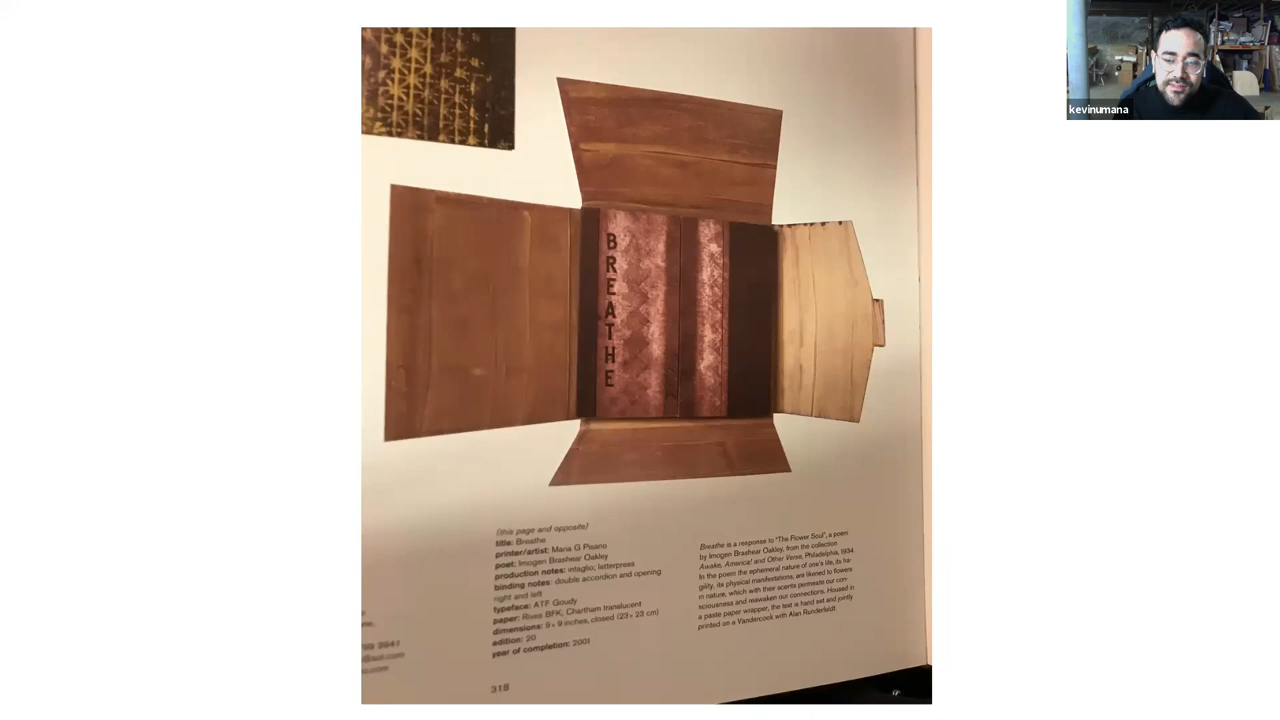 kevinumana
BREATHE
(this page and opposite)
title: Breathe
printer/artist: Maria G Pisano
poet: Imogen Brashear Oakley
production notes: intaglio; letterpress
binding notes: double accordion and opening
right and left
typeface: ATF Goudy
paper: Rives BFK, Chartham translucent
dimensions: 9 × 9 inches, closed (23 × 23 cm)
edition: 20
year of completion: 2001
318
Breathe is a response to "The Flower Soul", a poem
by Imogen Brashear Oakley, from the collection
Awake, America! and Other Verse, Philadelphia, 1934.
In the poem the ephemeral nature of one's life, its fra-
gility, its physical manifestations, are likened to flowers
in nature, which with their scents permeate our con-
sciousness and reawaken our connections. Housed in
a paste paper wrapper, the text is hand set and jointly
printed on a Vandercook with Alan Runfeldt.